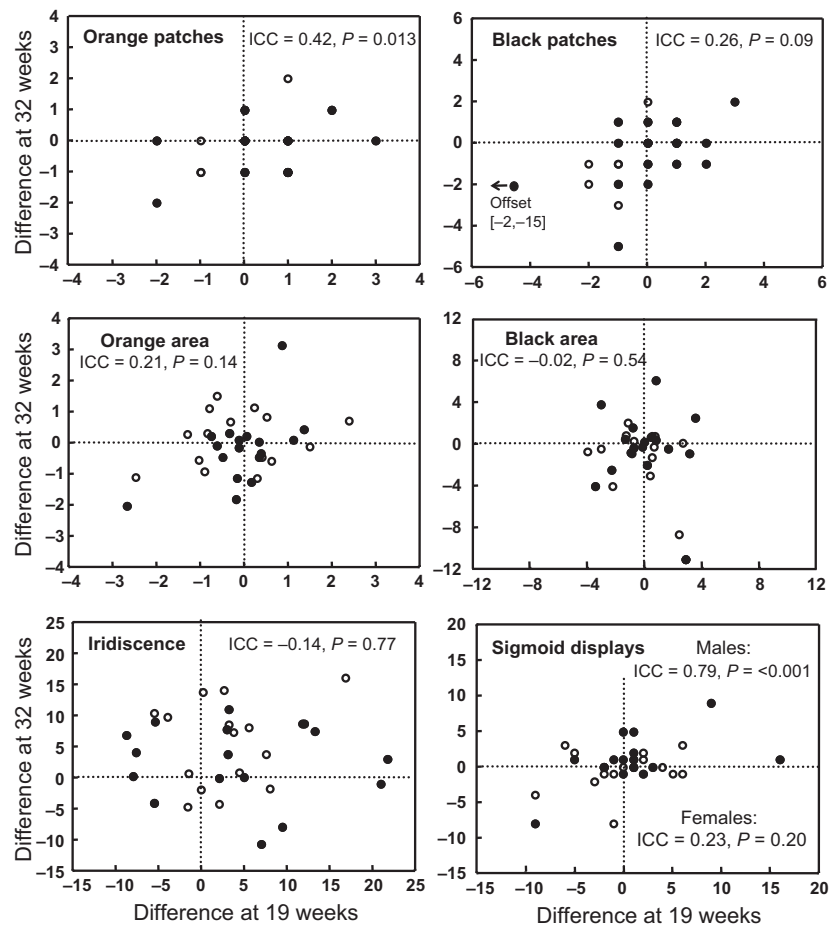 Orange patches
ICC = 0.42, P = 0.013
Difference at 32 weeks
4
3
2
1
0
–1
–2
–3
–4
–4 –3 –2 –1 0 1 2 3 4
Black patches
ICC = 0.26, P = 0.09
6
4
2
0
–2
–4
–6
Offset
[–2,–15]
–6 –4 –2 0 2 4 6
Orange area
ICC = 0.21, P = 0.14
Difference at 32 weeks
4
3
2
1
0
–1
–2
–3
–4
–4 –3 –2 –1 0 1 2 3 4
Black area
ICC = –0.02, P = 0.54
12
8
4
0
–4
–8
–12
–12 –8 –4 0 4 8 12
Iridiscence
ICC = –0.14, P = 0.77
Difference at 32 weeks
25
20
15
10
5
0
–5
–10
–15
–15 –10 –5 0 5 10 15 20 25
Difference at 19 weeks
Sigmoid displays
Males:
ICC = 0.79, P = <0.001
Females:
ICC = 0.23, P = 0.20
20
15
10
5
0
–5
–10
–15
–15 –10 –5 0 5 10 15 20
Difference at 19 weeks